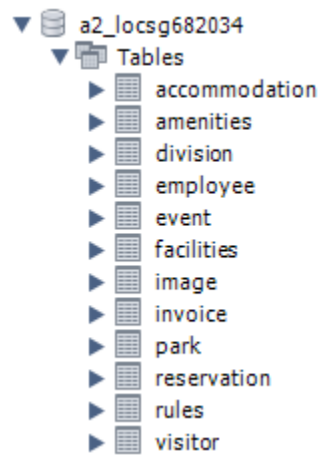 a2_locsg682034
Tables
accommodation
amenities
division
employee
event
facilities
image
invoice
park
reservation
rules
visitor